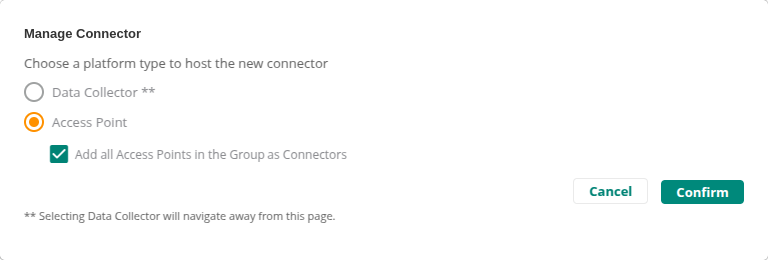 Manage Connector
Choose a platform type to host the new connector
Data Collector **
Access Point
Add all Access Points in the Group as Connectors
Cancel
Confirm
** Selecting Data Collector will navigate away from this page.